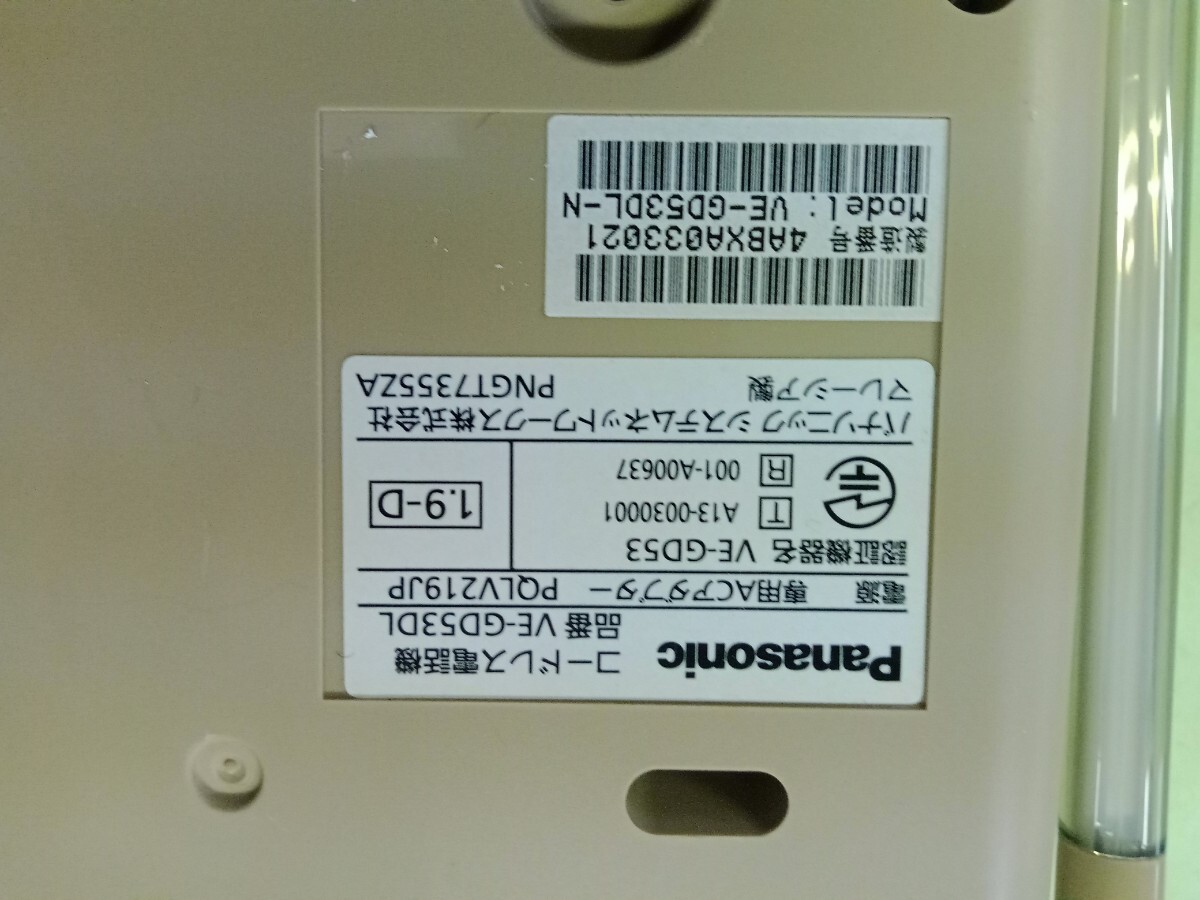 Panasonic
コードレス電話機
品番 VE-GD53DL
電源 専用ACアダプター PQLV219JP
認証機器名 VE-GD53
T A13-0030001
R 001-A00637
1.9-D
パナソニック システムネットワークス株式会社
マレーシア製 PNGT7355ZA
製造番号 4ABXA033021
Model: VE-GD53DL-N